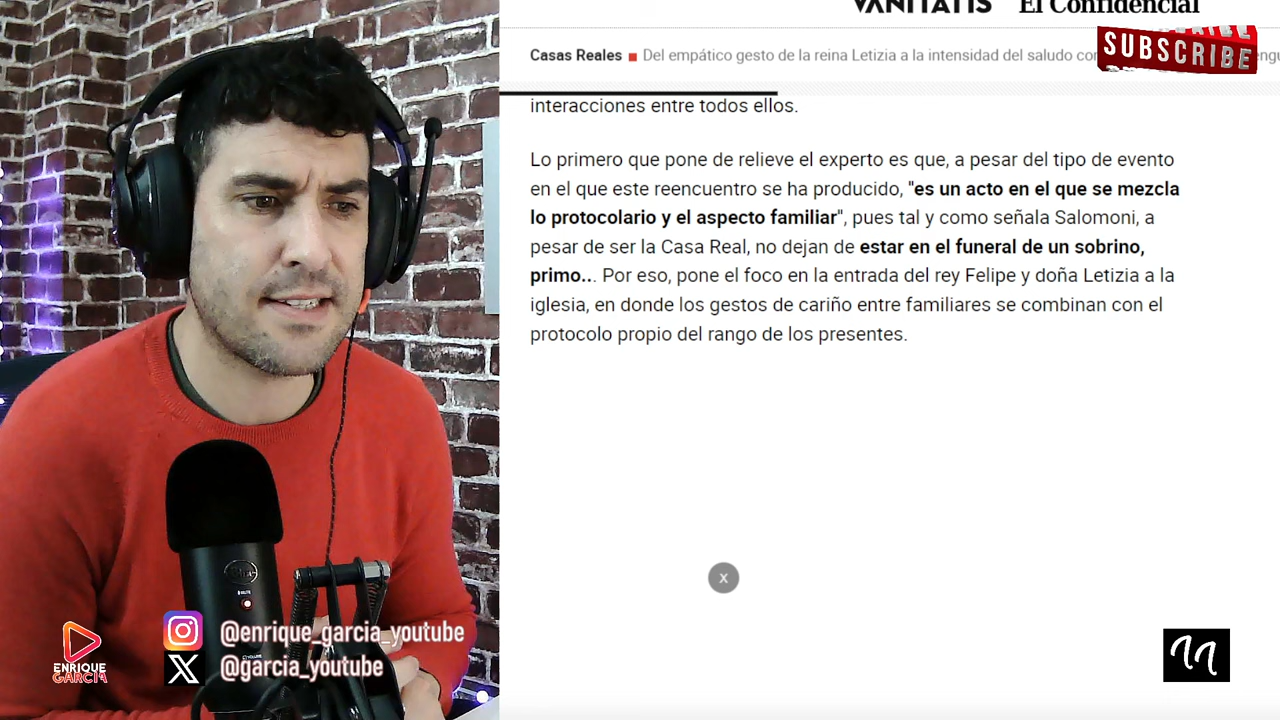 VANITATIS El Confidencial
SUBSCRIBE
Casas Reales Del empático gesto de la reina Letizia a la intensidad del saludo
interacciones entre todos ellos.
Lo primero que pone de relieve el experto es que, a pesar del tipo de evento
en el que este reencuentro se ha producido, "es un acto en el que se mezcla
lo protocolario y el aspecto familiar", pues tal y como señala Salomoni, a
pesar de ser la Casa Real, no dejan de estar en el funeral de un sobrino,
primo... Por eso, pone el foco en la entrada del rey Felipe y doña Letizia a la
iglesia, en donde los gestos de cariño entre familiares se combinan con el
protocolo propio del rango de los presentes.
x
@enrique_garcia_youtube
@garcia_youtube
ENRIQUE
GARCIA